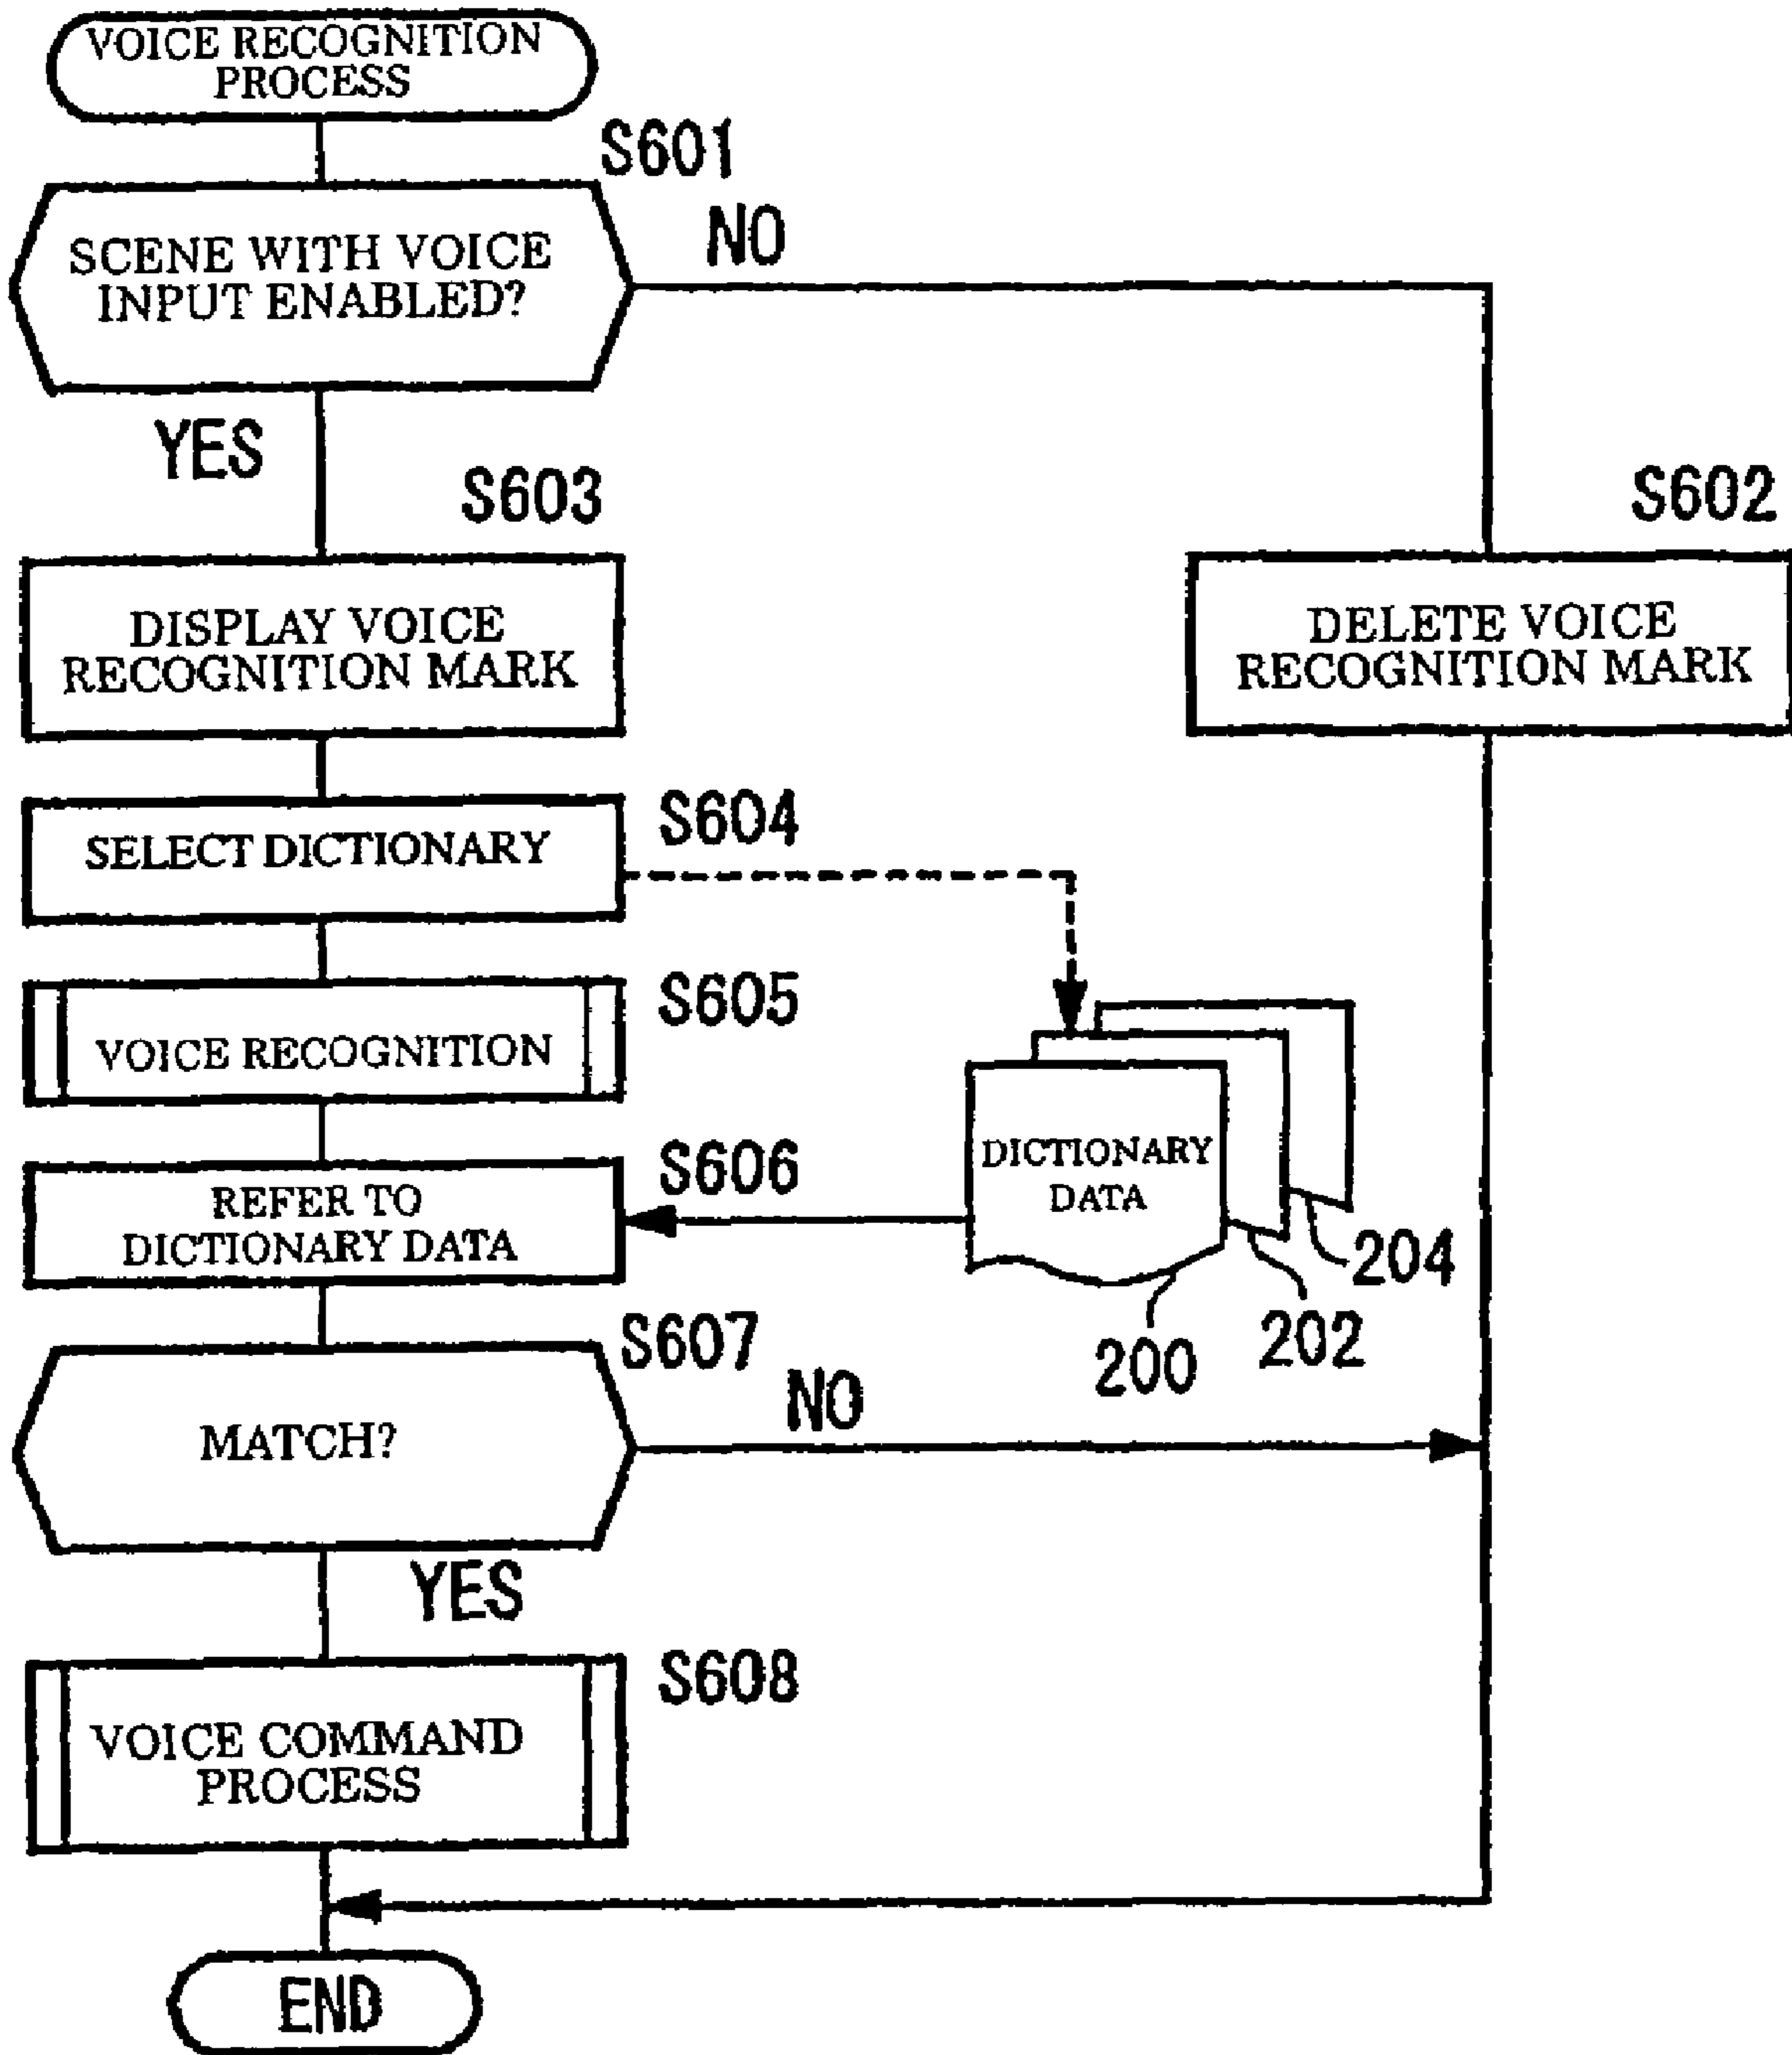 VOICE RECOGNITION
PROCESS
S601
SCENE WITH VOICE
INPUT ENABLED?
NO
YES
S603
S602
DISPLAY VOICE
RECOGNITION MARK
DELETE VOICE
RECOGNITION MARK
S604
SELECT DICTIONARY
S605
VOICE RECOGNITION
S606
REFER TO
DICTIONARY DATA
DICTIONARY
DATA
204
202
200
S607
NO
MATCH?
YES
S608
VOICE COMMAND
PROCESS
END